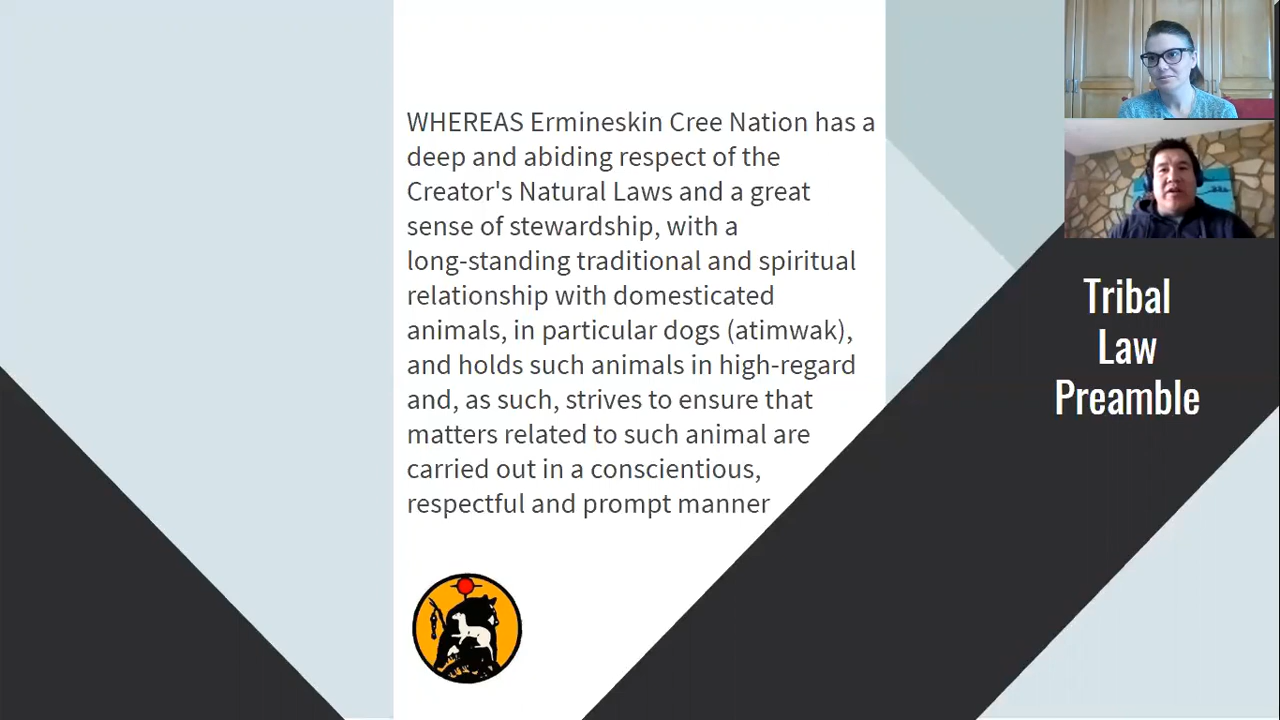 WHEREAS Ermineskin Cree Nation has a
deep and abiding respect of the
Creator's Natural Laws and a great
sense of stewardship, with a
long-standing traditional and spiritual
relationship with domesticated
animals, in particular dogs (atimwak),
and holds such animals in high-regard
and, as such, strives to ensure that
matters related to such animal are
carried out in a conscientious,
respectful and prompt manner
Tribal
Law
Preamble